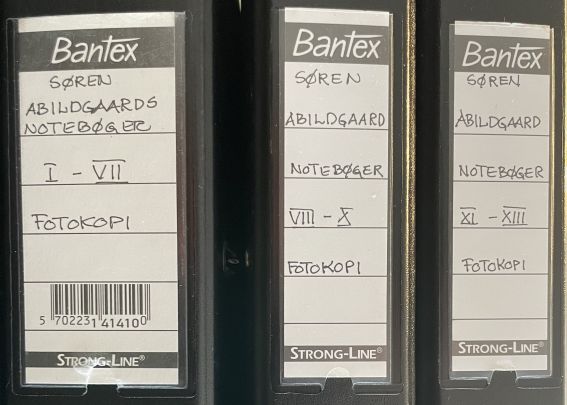 Bantex
SØREN
ABILDGAARDS
NOTEBØGER
I - VII
FOTOKOPI
5 702231 414100
STRONG-LINE®
Bantex
SØREN
ABILDGAARD
NOTEBØGER
VIII - X
FOTOKOPI
STRONG-LINE®
Bantex
SØREN
ABILDGAARD
NOTEBØGER
XI - XIII
FOTOKOPI
STRONG-LINE®